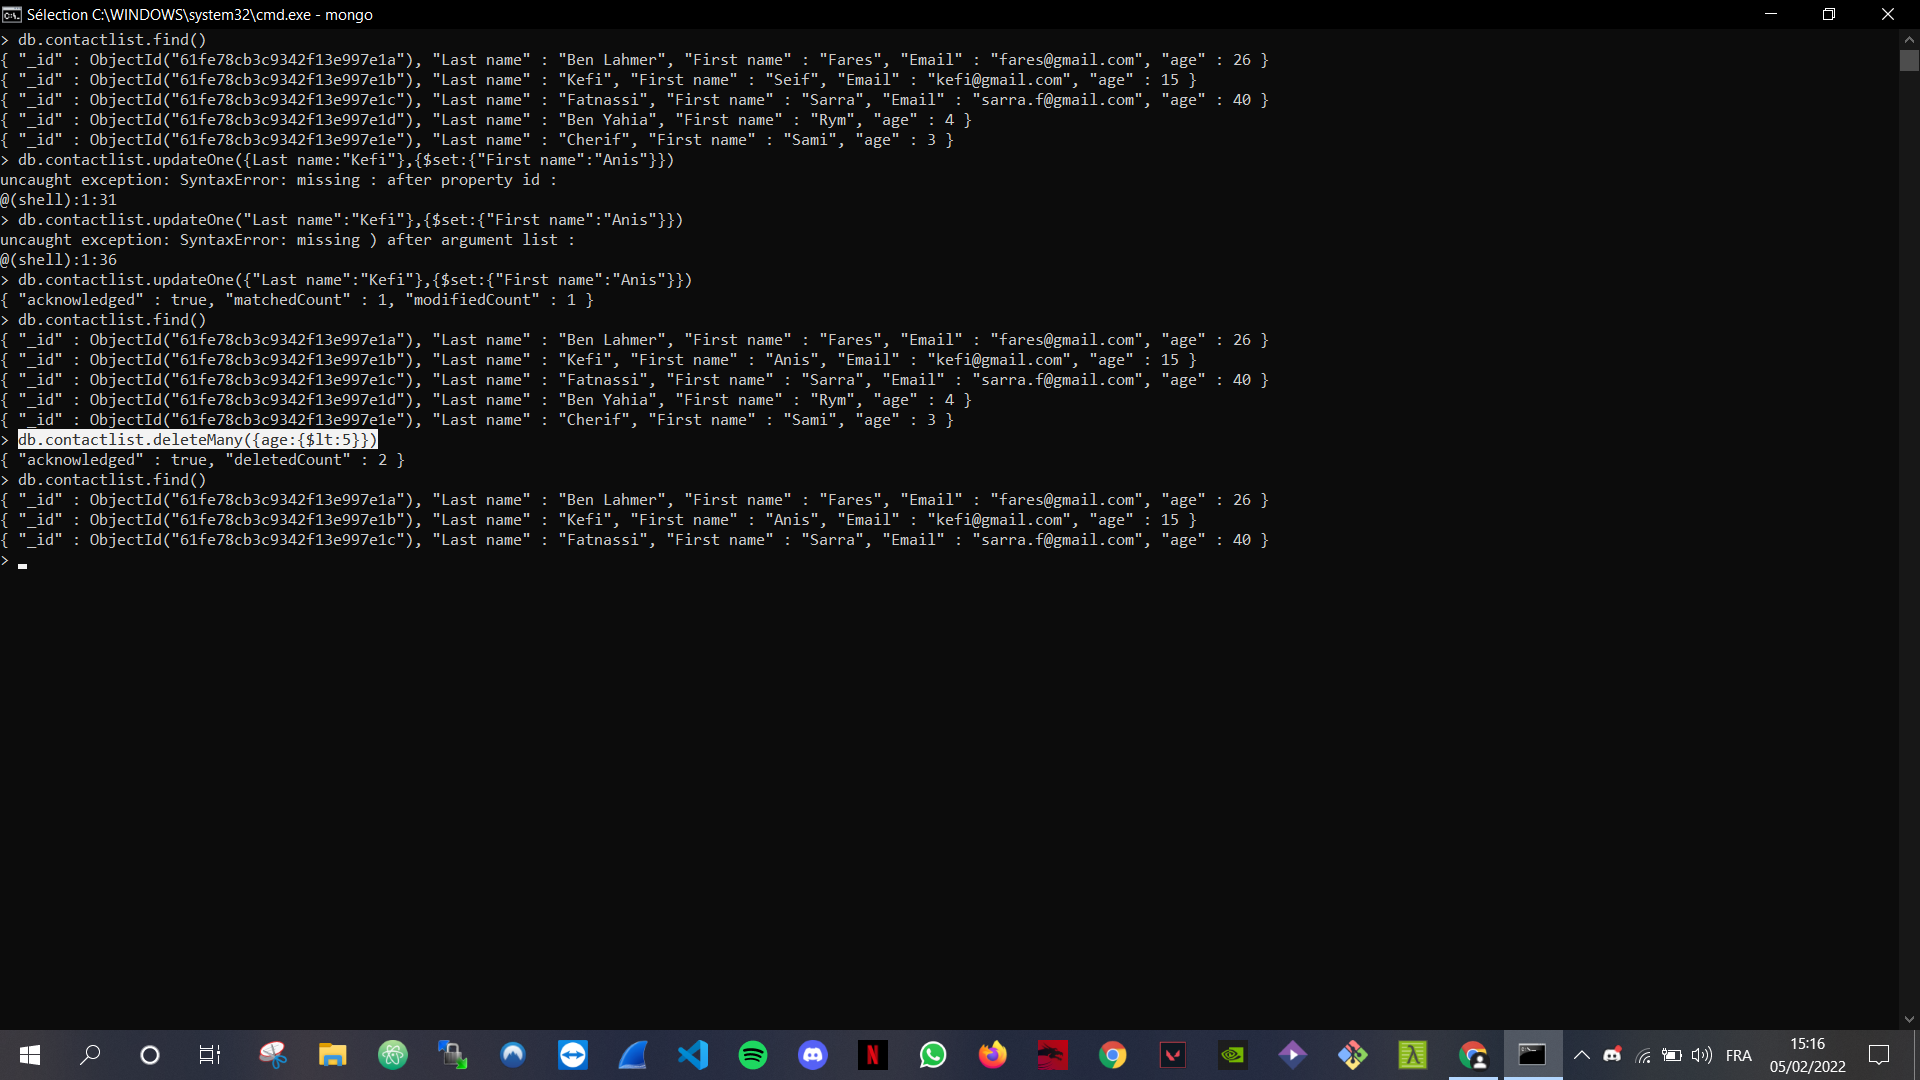 Sélection C:\WINDOWS\system32\cmd.exe - mongo
> db.contactlist.find()
{ "_id" : ObjectId("61fe78cb3c9342f13e997e1a"), "Last name" : "Ben Lahmer", "First name" : "Fares", "Email" : "fares@gmail.com", "age" : 26 }
{ "_id" : ObjectId("61fe78cb3c9342f13e997e1b"), "Last name" : "Kefi", "First name" : "Seif", "Email" : "kefi@gmail.com", "age" : 15 }
{ "_id" : ObjectId("61fe78cb3c9342f13e997e1c"), "Last name" : "Fatnassi", "First name" : "Sarra", "Email" : "sarra.f@gmail.com", "age" : 40 }
{ "_id" : ObjectId("61fe78cb3c9342f13e997e1d"), "Last name" : "Ben Yahia", "First name" : "Rym", "age" : 4 }
{ "_id" : ObjectId("61fe78cb3c9342f13e997e1e"), "Last name" : "Cherif", "First name" : "Sami", "age" : 3 }
> db.contactlist.updateOne({Last name:"Kefi"},{$set:{"First name":"Anis"}})
uncaught exception: SyntaxError: missing : after property id :
@(shell):1:31
> db.contactlist.updateOne("Last name":"Kefi"},{$set:{"First name":"Anis"}})
uncaught exception: SyntaxError: missing ) after argument list :
@(shell):1:36
> db.contactlist.updateOne({"Last name":"Kefi"},{$set:{"First name":"Anis"}})
{ "acknowledged" : true, "matchedCount" : 1, "modifiedCount" : 1 }
> db.contactlist.find()
{ "_id" : ObjectId("61fe78cb3c9342f13e997e1a"), "Last name" : "Ben Lahmer", "First name" : "Fares", "Email" : "fares@gmail.com", "age" : 26 }
{ "_id" : ObjectId("61fe78cb3c9342f13e997e1b"), "Last name" : "Kefi", "First name" : "Anis", "Email" : "kefi@gmail.com", "age" : 15 }
{ "_id" : ObjectId("61fe78cb3c9342f13e997e1c"), "Last name" : "Fatnassi", "First name" : "Sarra", "Email" : "sarra.f@gmail.com", "age" : 40 }
{ "_id" : ObjectId("61fe78cb3c9342f13e997e1d"), "Last name" : "Ben Yahia", "First name" : "Rym", "age" : 4 }
{ "_id" : ObjectId("61fe78cb3c9342f13e997e1e"), "Last name" : "Cherif", "First name" : "Sami", "age" : 3 }
> db.contactlist.deleteMany({age:{$lt:5}})
{ "acknowledged" : true, "deletedCount" : 2 }
> db.contactlist.find()
{ "_id" : ObjectId("61fe78cb3c9342f13e997e1a"), "Last name" : "Ben Lahmer", "First name" : "Fares", "Email" : "fares@gmail.com", "age" : 26 }
{ "_id" : ObjectId("61fe78cb3c9342f13e997e1b"), "Last name" : "Kefi", "First name" : "Anis", "Email" : "kefi@gmail.com", "age" : 15 }
{ "_id" : ObjectId("61fe78cb3c9342f13e997e1c"), "Last name" : "Fatnassi", "First name" : "Sarra", "Email" : "sarra.f@gmail.com", "age" : 40 }
>
FRA
15:16
05/02/2022